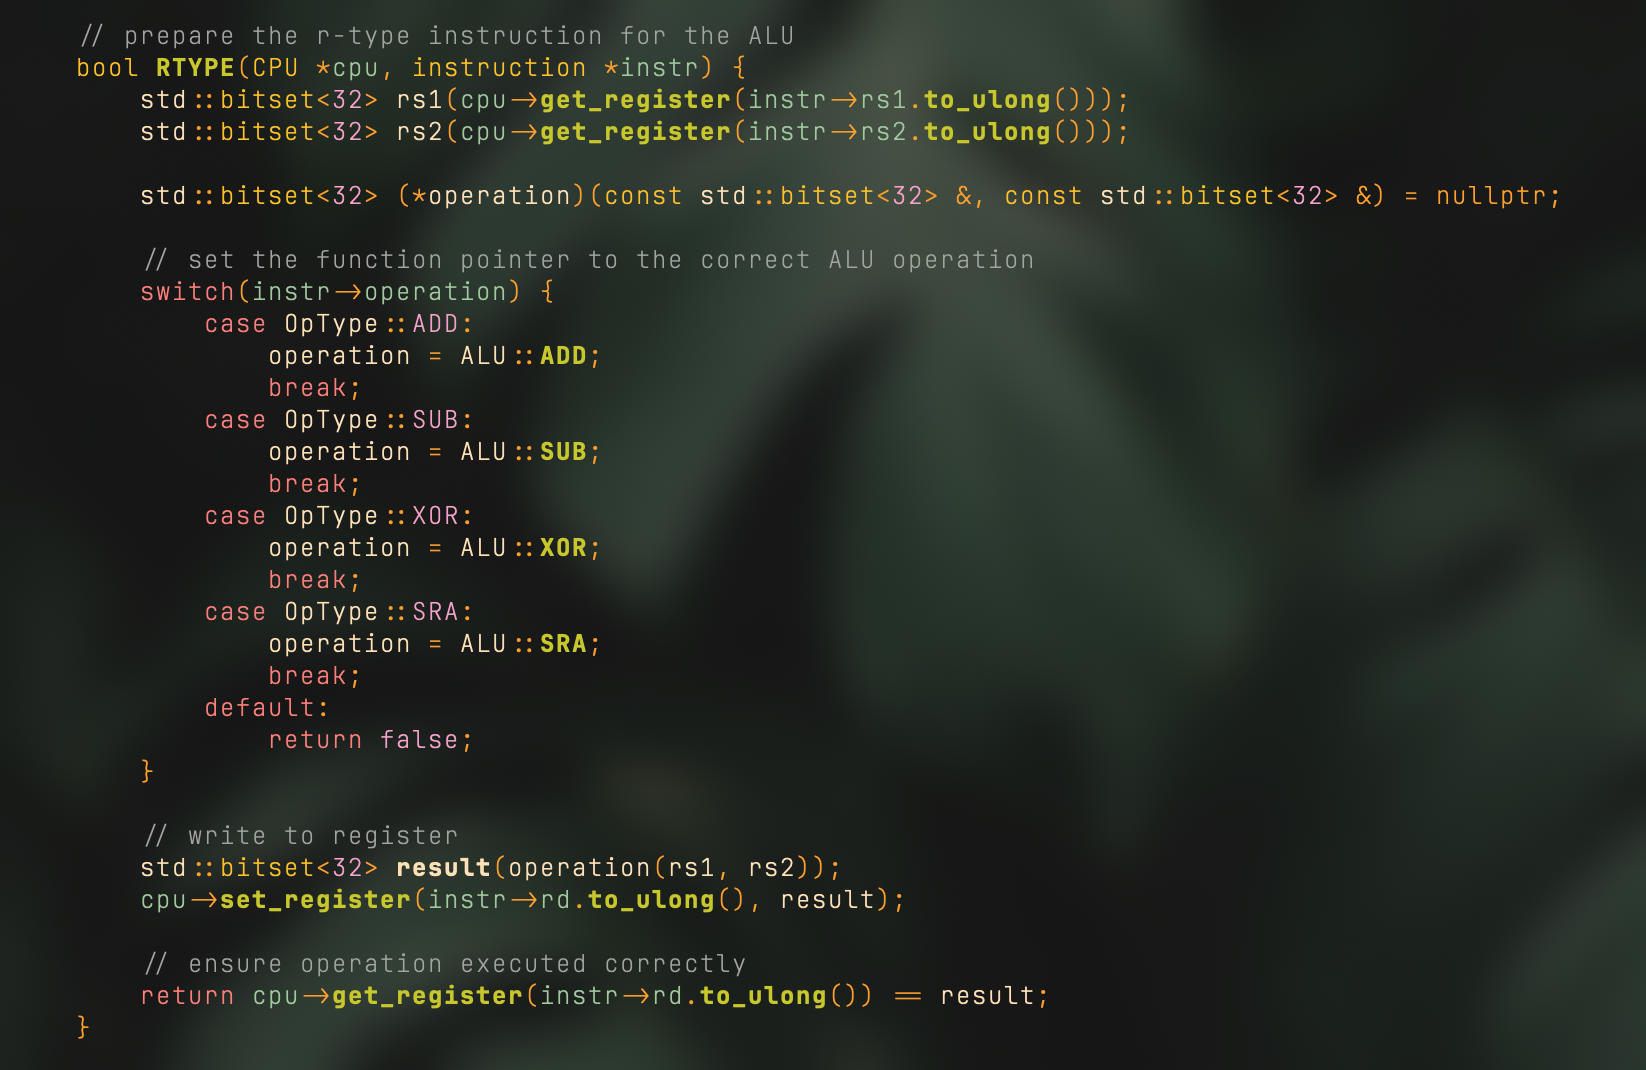 // prepare the r-type instruction for the ALU
bool RTYPE(CPU *cpu, instruction *instr) {
    std::bitset<32> rs1(cpu->get_register(instr->rs1.to_ulong()));
    std::bitset<32> rs2(cpu->get_register(instr->rs2.to_ulong()));

    std::bitset<32> (*operation)(const std::bitset<32> &, const std::bitset<32> &) = nullptr;

    // set the function pointer to the correct ALU operation
    switch(instr->operation) {
        case OpType::ADD:
            operation = ALU::ADD;
            break;
        case OpType::SUB:
            operation = ALU::SUB;
            break;
        case OpType::XOR:
            operation = ALU::XOR;
            break;
        case OpType::SRA:
            operation = ALU::SRA;
            break;
        default:
            return false;
    }

    // write to register
    std::bitset<32> result(operation(rs1, rs2));
    cpu->set_register(instr->rd.to_ulong(), result);

    // ensure operation executed correctly
    return cpu->get_register(instr->rd.to_ulong()) == result;
}